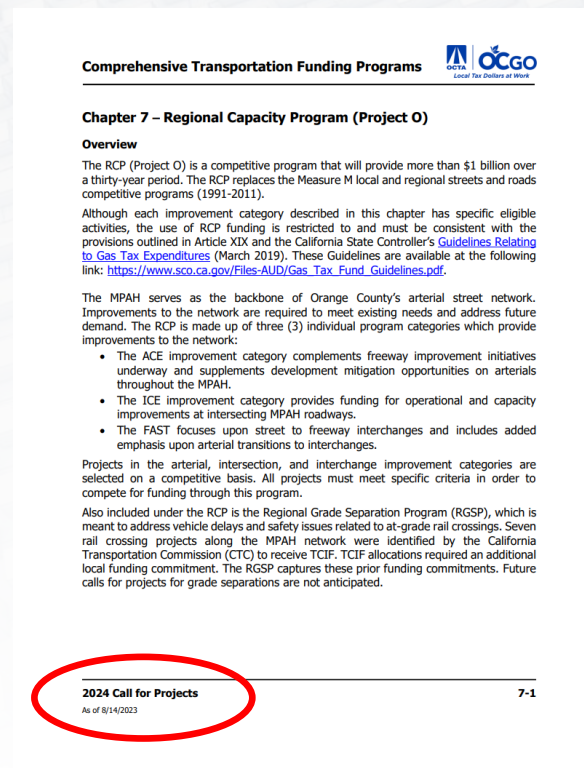 Comprehensive Transportation Funding Programs
OCTA
OCGO
Local Tax Dollars at Work
Chapter 7 – Regional Capacity Program (Project O)
Overview
The RCP (Project O) is a competitive program that will provide more than $1 billion over
a thirty-year period. The RCP replaces the Measure M local and regional streets and roads
competitive programs (1991-2011).
Although each improvement category described in this chapter has specific eligible
activities, the use of RCP funding is restricted to and must be consistent with the
provisions outlined in Article XIX and the California State Controller's Guidelines Relating
to Gas Tax Expenditures (March 2019). These Guidelines are available at the following
link: https://www.sco.ca.gov/Files-AUD/Gas_Tax_Fund_Guidelines.pdf.
The MPAH serves as the backbone of Orange County's arterial street network.
Improvements to the network are required to meet existing needs and address future
demand. The RCP is made up of three (3) individual program categories which provide
improvements to the network:
• The ACE improvement category complements freeway improvement initiatives
underway and supplements development mitigation opportunities on arterials
throughout the MPAH.
• The ICE improvement category provides funding for operational and capacity
improvements at intersecting MPAH roadways.
• The FAST focuses upon street to freeway interchanges and includes added
emphasis upon arterial transitions to interchanges.
Projects in the arterial, intersection, and interchange improvement categories are
selected on a competitive basis. All projects must meet specific criteria in order to
compete for funding through this program.
Also included under the RCP is the Regional Grade Separation Program (RGSP), which is
meant to address vehicle delays and safety issues related to at-grade rail crossings. Seven
rail crossing projects along the MPAH network were identified by the California
Transportation Commission (CTC) to receive TCIF. TCIF allocations required an additional
local funding commitment. The RGSP captures these prior funding commitments. Future
calls for projects for grade separations are not anticipated.
2024 Call for Projects
7-1
As of 8/14/2023